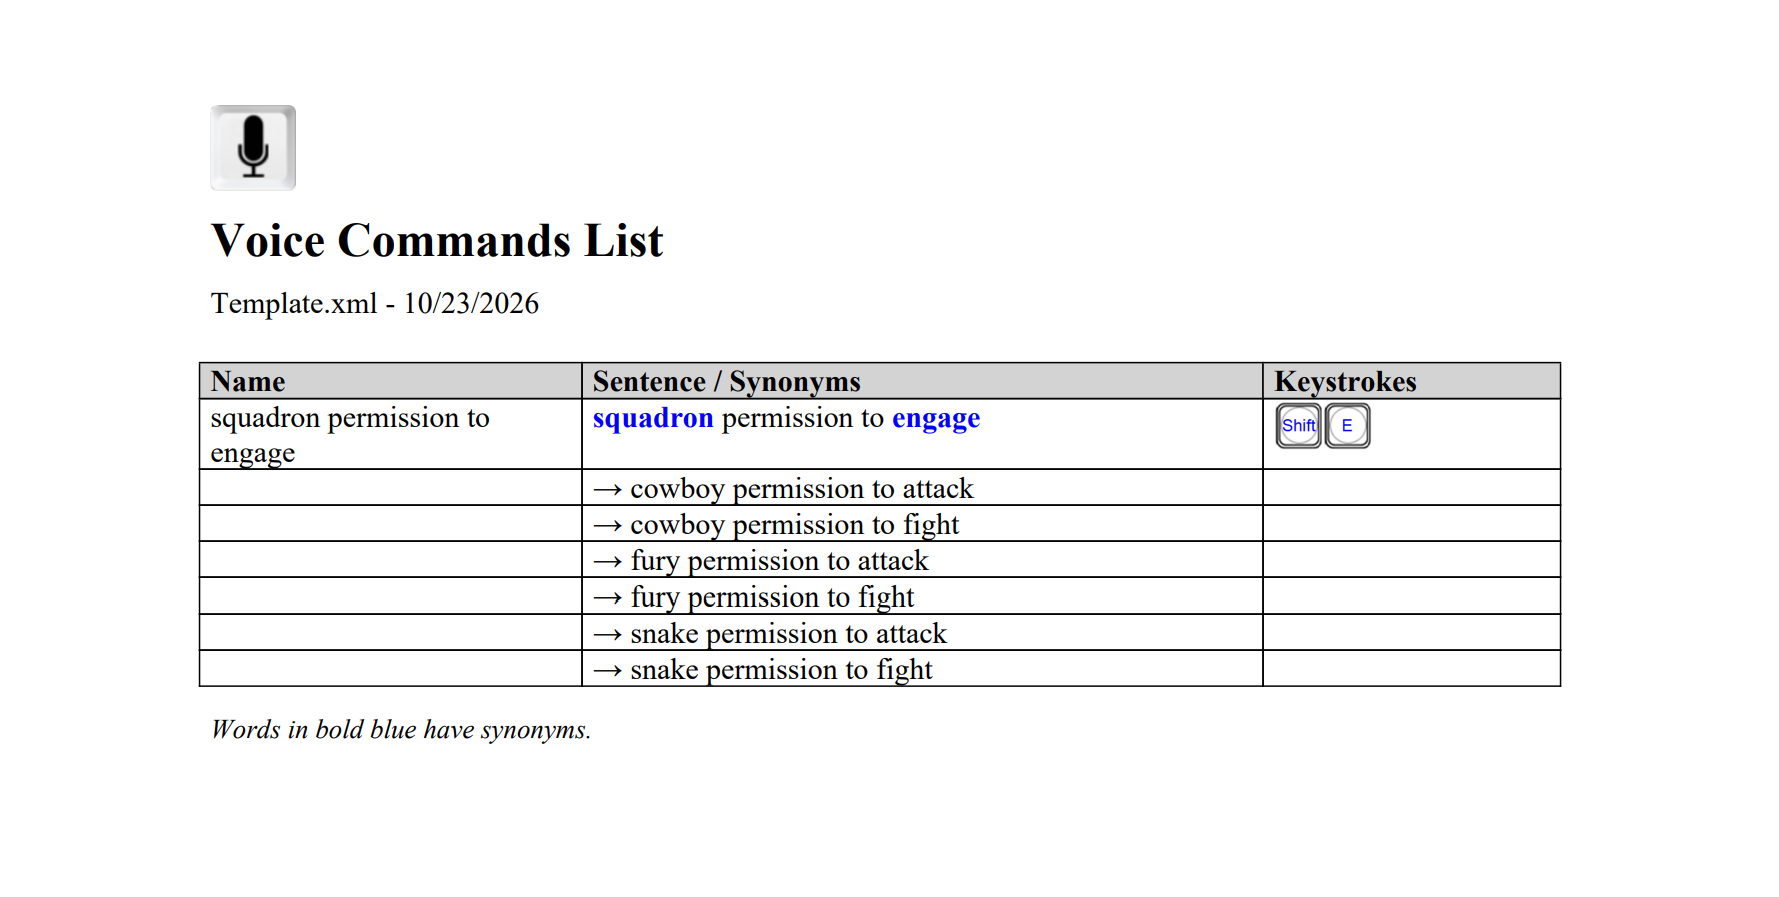 Voice Commands List
Template.xml - 10/23/2026
Name Sentence / Synonyms Keystrokes
squadron permission to engage squadron permission to engage Shift E
→ cowboy permission to attack
→ cowboy permission to fight
→ fury permission to attack
→ fury permission to fight
→ snake permission to attack
→ snake permission to fight
Words in bold blue have synonyms.